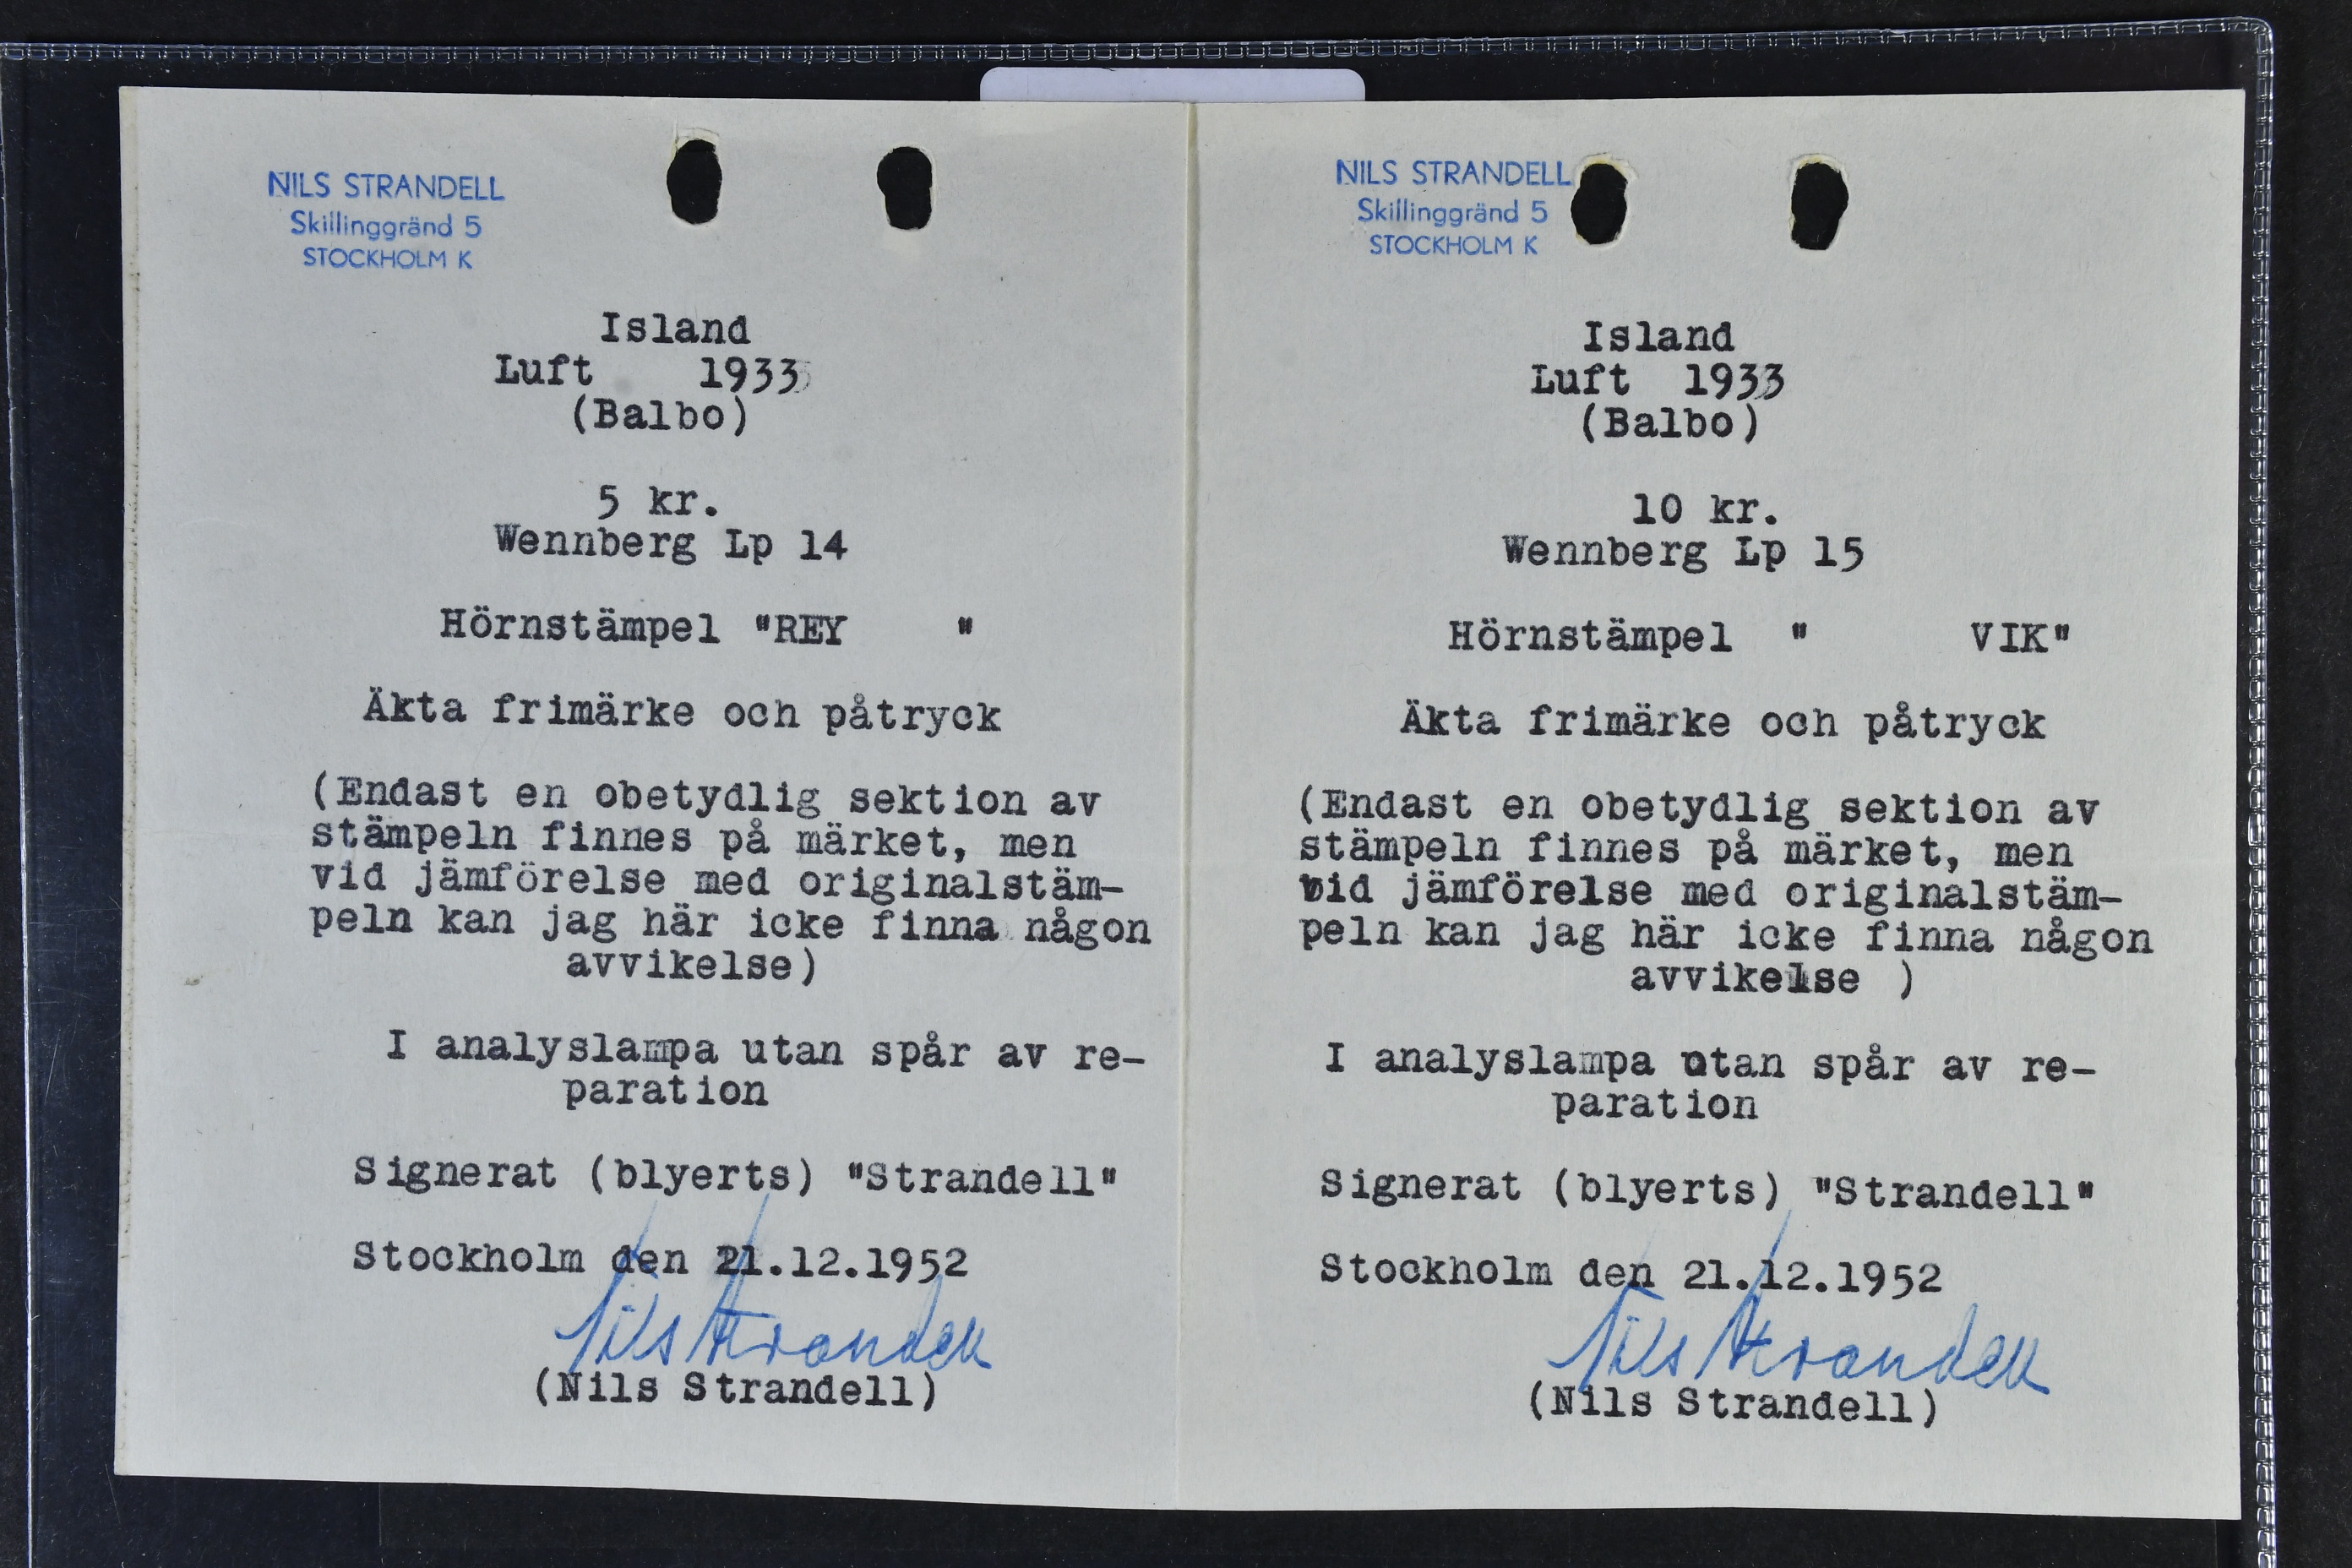 NILS STRANDELL
Skillinggränd 5
STOCKHOLM K
Island
Luft 1933
(Balbo)
5 kr.
Wennberg Lp 14
Hörnstämpel "REY "
Äkta frimärke och påtryck
(Endast en obetydlig sektion av
stämpeln finnes på märket, men
vid jämförelse med originalstäm-
peln kan jag här icke finna någon
avvikelse)
I analyslampa utan spår av re-
paration
Signerat (blyerts) "Strandell"
Stockholm den 21.12.1952
Nils Strandell
(Nils Strandell)
NILS STRANDELL
Skillinggränd 5
STOCKHOLM K
Island
Luft 1933
(Balbo)
10 kr.
Wennberg Lp 15
Hörnstämpel " VIK"
Äkta frimärke och påtryck
(Endast en obetydlig sektion av
stämpeln finnes på märket, men
vid jämförelse med originalstäm-
peln kan jag här icke finna någon
avvikelse )
I analyslampa utan spår av re-
paration
Signerat (blyerts) "Strandell"
Stockholm den 21.12.1952
Nils Strandell
(Nils Strandell)